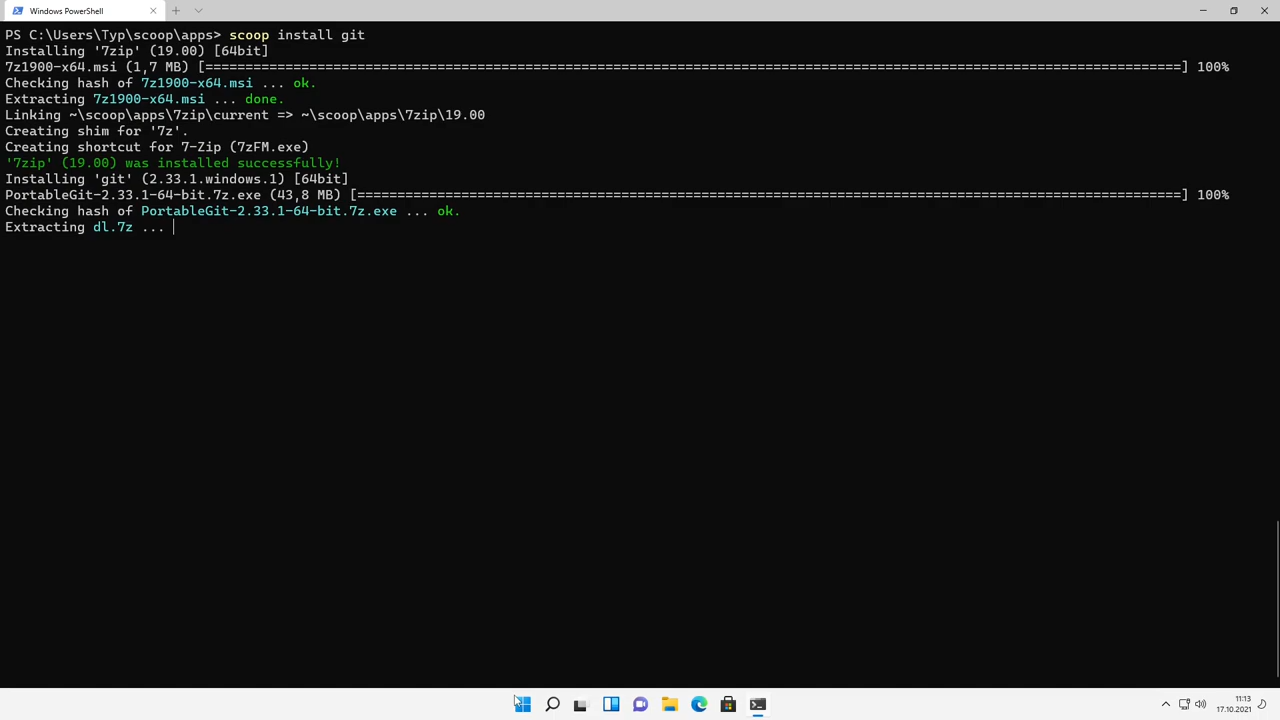 Windows PowerShell
PS C:\Users\Typ\scoop\apps> scoop install git
Installing '7zip' (19.00) [64bit]
7z1900-x64.msi (1,7 MB) [==========================================================================================================================] 100%
Checking hash of 7z1900-x64.msi ... ok.
Extracting 7z1900-x64.msi ... done.
Linking ~\scoop\apps\7zip\current => ~\scoop\apps\7zip\19.00
Creating shim for '7z'.
Creating shortcut for 7-Zip (7zFM.exe)
'7zip' (19.00) was installed successfully!
Installing 'git' (2.33.1.windows.1) [64bit]
PortableGit-2.33.1-64-bit.7z.exe (43,8 MB) [=======================================================================================================] 100%
Checking hash of PortableGit-2.33.1-64-bit.7z.exe ... ok.
Extracting dl.7z ...
11:13
17.10.2021